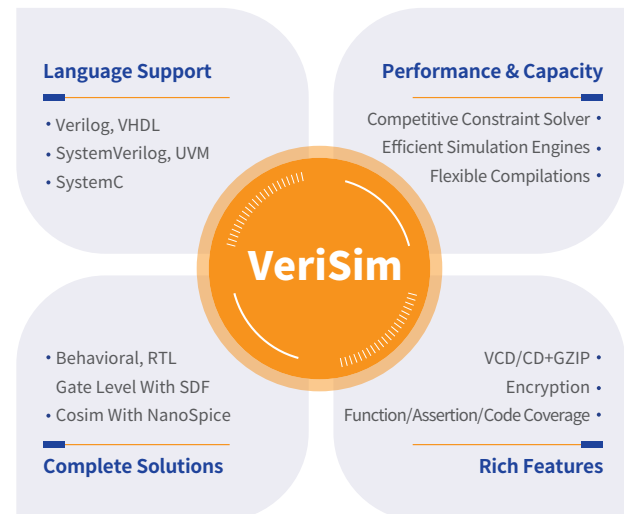 Language Support
• Verilog, VHDL
• SystemVerilog, UVM
• SystemC
Performance & Capacity
Competitive Constraint Solver •
Efficient Simulation Engines •
Flexible Compilations •
VeriSim
• Behavioral, RTL
Gate Level With SDF
• Cosim With NanoSpice
Complete Solutions
VCD/CD+GZIP •
Encryption •
Function/Assertion/Code Coverage •
Rich Features